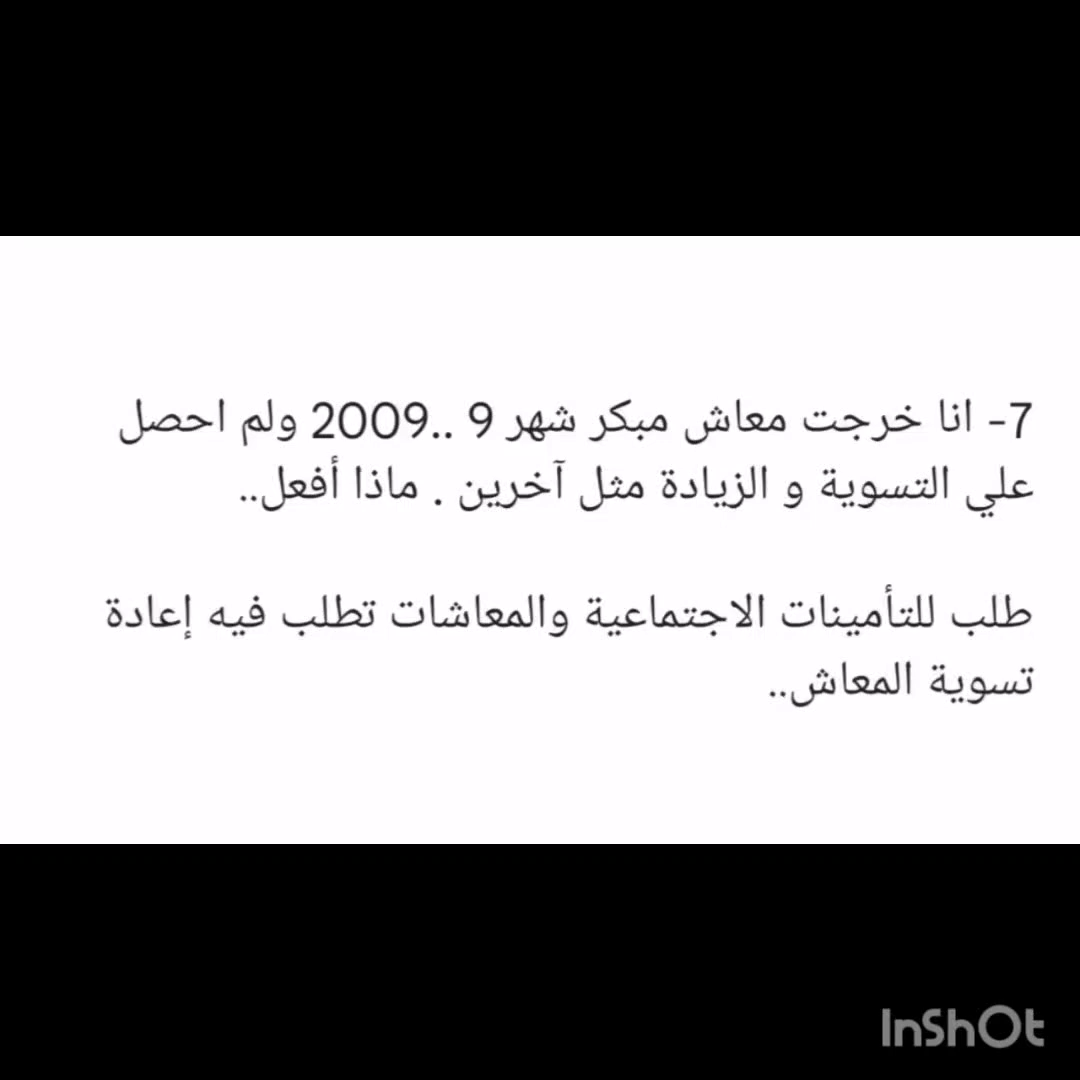 7- انا خرجت معاش مبكر شهر 9 ..2009 ولم احصل
علي التسوية و الزيادة مثل آخرين . ماذا أفعل..
طلب للتأمينات الاجتماعية والمعاشات تطلب فيه إعادة
تسوية المعاش..
InShOt